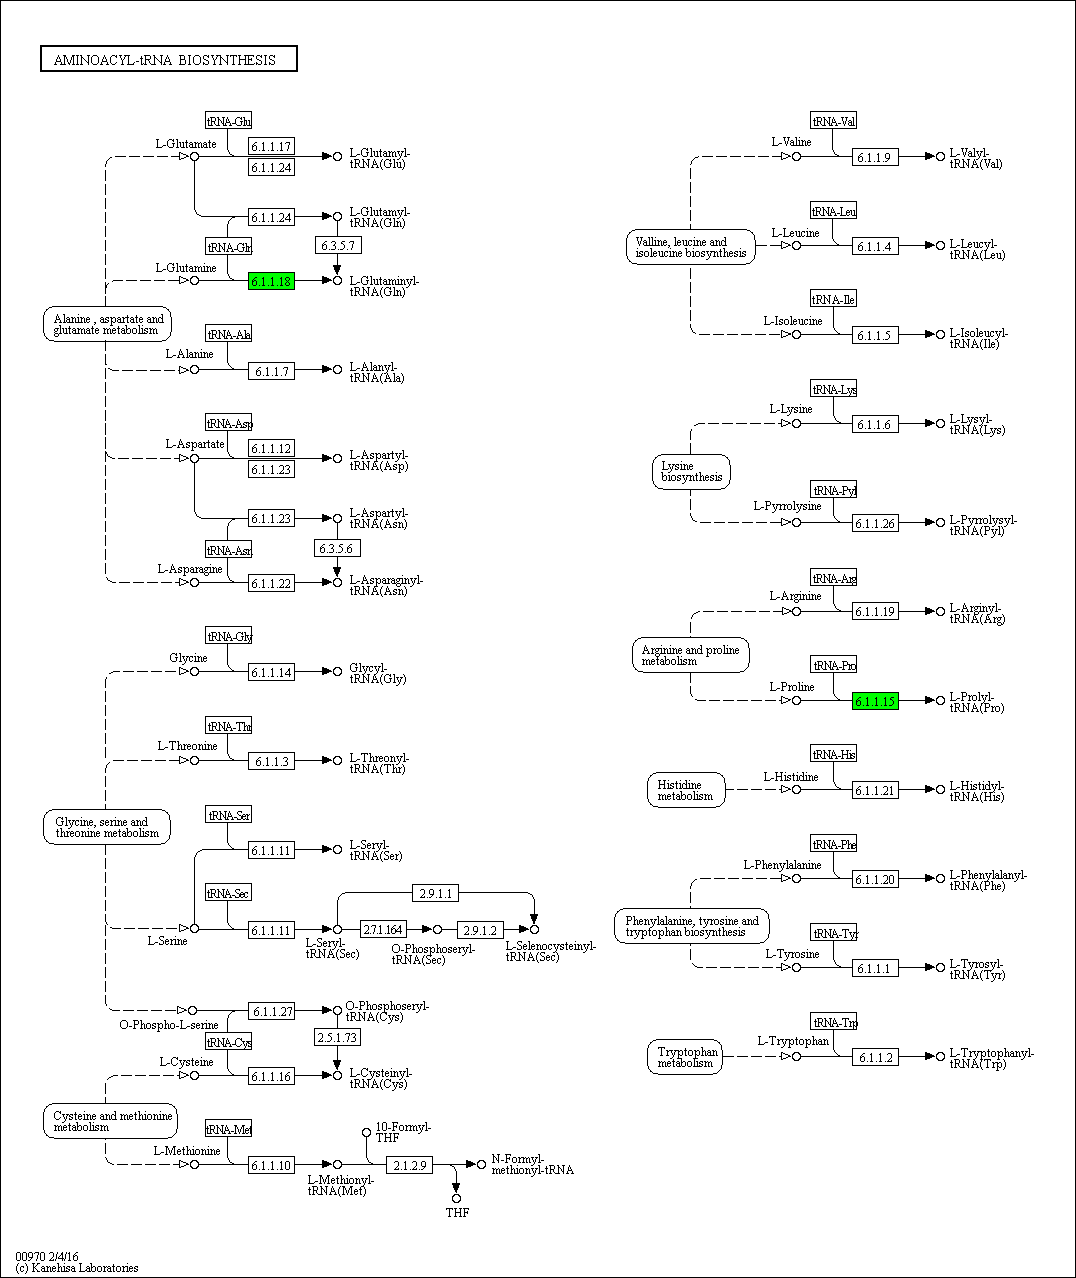 AMINOACYL-tRNA BIOSYNTHESIS
tRNA-Glu
L-Glutamate
6.1.1.17
6.1.1.24
L-Glutamyl-
tRNA(Glu)
6.1.1.24
L-Glutamyl-
tRNA(Gln)
tRNA-Gln
6.3.5.7
L-Glutamine
6.1.1.18
L-Glutaminyl-
tRNA(Gln)
Alanine , aspartate and
glutamate metabolism
tRNA-Ala
L-Alanine
6.1.1.7
L-Alanyl-
tRNA(Ala)
tRNA-Asp
L-Aspartate
6.1.1.12
6.1.1.23
L-Aspartyl-
tRNA(Asp)
6.1.1.23
L-Aspartyl-
tRNA(Asn)
tRNA-Asn
6.3.5.6
L-Asparagine
6.1.1.22
L-Asparaginyl-
tRNA(Asn)
tRNA-Gly
Glycine
6.1.1.14
Glycyl-
tRNA(Gly)
tRNA-Thr
L-Threonine
6.1.1.3
L-Threonyl-
tRNA(Thr)
Glycine, serine and
threonine metabolism
tRNA-Ser
6.1.1.11
L-Seryl-
tRNA(Ser)
tRNA-Sec
L-Serine
6.1.1.11
L-Seryl-
tRNA(Sec)
2.9.1.1
2.7.1.164
O-Phosphoseryl-
tRNA(Sec)
2.9.1.2
L-Selenocysteinyl-
tRNA(Sec)
O-Phospho-L-serine
6.1.1.27
O-Phosphoseryl-
tRNA(Cys)
tRNA-Cys
2.5.1.73
L-Cysteine
6.1.1.16
L-Cysteinyl-
tRNA(Cys)
Cysteine and methionine
metabolism
tRNA-Met
L-Methionine
6.1.1.10
L-Methionyl-
tRNA(Met)
10-Formyl-
THF
2.1.2.9
N-Formyl-
methionyl-tRNA
THF
tRNA-Val
L-Valine
6.1.1.9
L-Valyl-
tRNA(Val)
Valline, leucine and
isoleucine biosynthesis
tRNA-Leu
L-Leucine
6.1.1.4
L-Leucyl-
tRNA(Leu)
tRNA-Ile
L-Isoleucine
6.1.1.5
L-Isoleucyl-
tRNA(Ile)
tRNA-Lys
L-Lysine
6.1.1.6
L-Lysyl-
tRNA(Lys)
Lysine
biosynthesis
tRNA-Pyl
L-Pyrrolysine
6.1.1.26
L-Pyrrolysyl-
tRNA(Pyl)
tRNA-Arg
L-Arginine
6.1.1.19
L-Arginyl-
tRNA(Arg)
Arginine and proline
metabolism
tRNA-Pro
L-Proline
6.1.1.15
L-Prolyl-
tRNA(Pro)
tRNA-His
Histidine
metabolism
L-Histidine
6.1.1.21
L-Histidyl-
tRNA(His)
tRNA-Phe
L-Phenylalanine
6.1.1.20
L-Phenylalanyl-
tRNA(Phe)
Phenylalanine, tyrosine and
tryptophan biosynthesis
tRNA-Tyr
L-Tyrosine
6.1.1.1
L-Tyrosyl-
tRNA(Tyr)
tRNA-Trp
Tryptophan
metabolism
L-Tryptophan
6.1.1.2
L-Tryptophanyl-
tRNA(Trp)
00970 2/4/16
(c) Kanehisa Laboratories